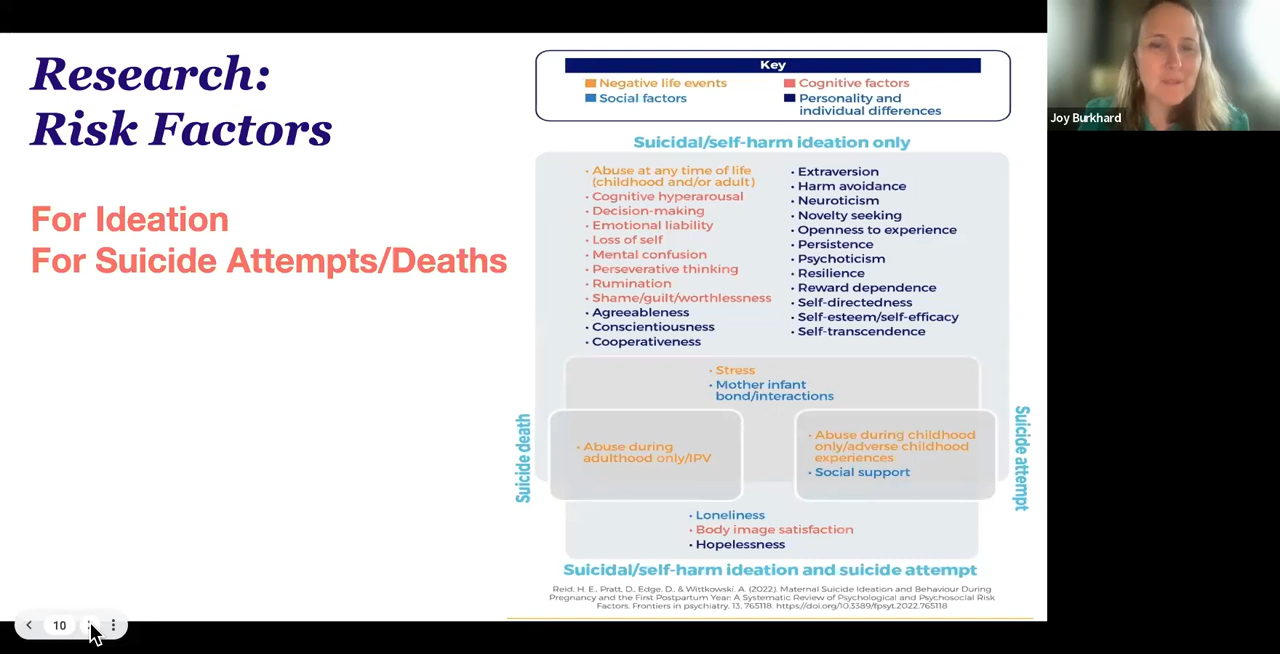 Research:
Risk Factors
For Ideation
For Suicide Attempts/Deaths
Key
Negative life events
Cognitive factors
Social factors
Personality and
individual differences
Suicidal/self-harm ideation only
• Abuse at any time of life
(childhood and/or adult)
• Cognitive hyperarousal
• Decision-making
• Emotional liability
• Loss of self
• Mental confusion
• Perseverative thinking
• Rumination
• Shame/guilt/worthlessness
• Agreeableness
• Conscientiousness
• Cooperativeness
• Extraversion
• Harm avoidance
• Neuroticism
• Novelty seeking
• Openness to experience
• Persistence
• Psychoticism
• Resilience
• Reward dependence
• Self-directedness
• Self-esteem/self-efficacy
• Self-transcendence
• Stress
• Mother infant
bond/interactions
Suicide death
• Abuse during
adulthood only/IPV
• Abuse during childhood
only/adverse childhood
experiences
• Social support
Suicide attempt
• Loneliness
• Body image satisfaction
• Hopelessness
Suicidal/self-harm ideation and suicide attempt
Reid, H. E., Pratt, D., Edge, D., & Wittkowski, A. (2022). Maternal Suicide Ideation and Behaviour During
Pregnancy and the First Postpartum Year: A Systematic Review of Psychological and Psychosocial Risk
Factors. Frontiers in psychiatry, 13, 765118. https://doi.org/10.3389/fpsyt.2022.765118
10
Joy Burkhard